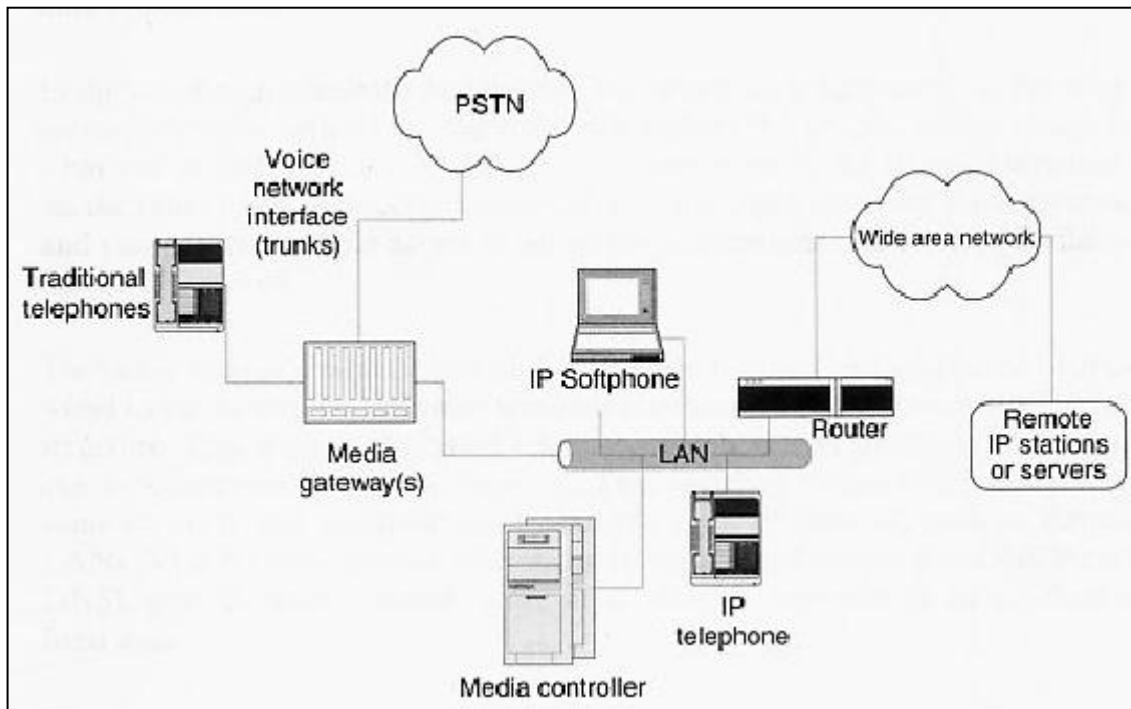 PSTN
Voice
network
interface
(trunks)
Traditional
telephones
Wide area network
IP Softphone
Router
Remote
IP stations
or servers
LAN
Media
gateway(s)
IP
telephone
Media controller